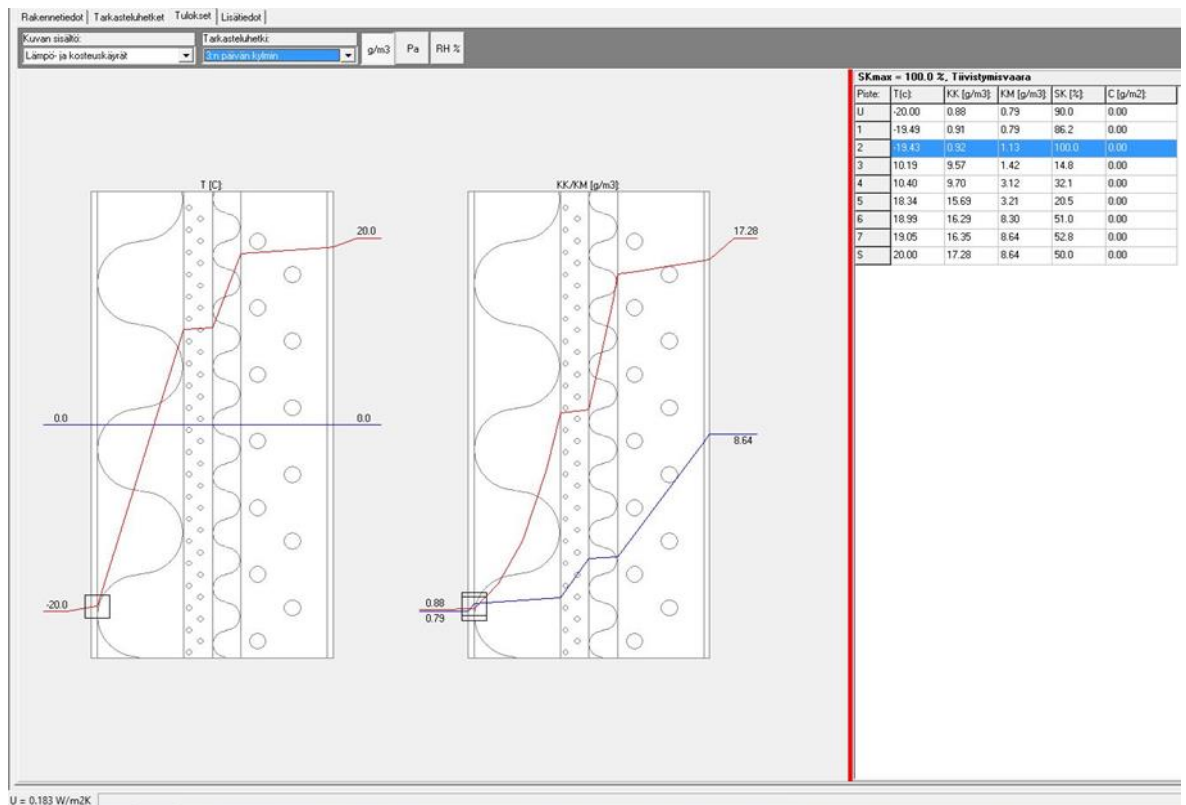 Rakennetiedot Tarkasteluhetket Tulokset Lisätiedot
Kuvan sisältö: Tarkasteluhetki:
Lämpö- ja kosteuskäyrät 3:n päivän kylmin g/m3 Pa RH %
SKmax = 100.0 %, Tiivistymisvaara
Piste: T(c): KK [g/m3]: KM [g/m3]: SK [%]: C [g/m2]:
U -20.00 0.88 0.79 90.0 0.00
1 -19.49 0.91 0.79 86.2 0.00
2 -19.43 0.92 1.13 100.0 0.00
3 10.19 9.57 1.42 14.8 0.00
4 10.40 9.70 3.12 32.1 0.00
5 18.34 15.69 3.21 20.5 0.00
6 18.99 16.29 8.30 51.0 0.00
7 19.05 16.35 8.64 52.8 0.00
S 20.00 17.28 8.64 50.0 0.00
T [C]: KK/KM [g/m3]:
20.0 17.28
0.0 0.0
8.64
-20.0 0.88
0.79
U = 0.183 W/m2K